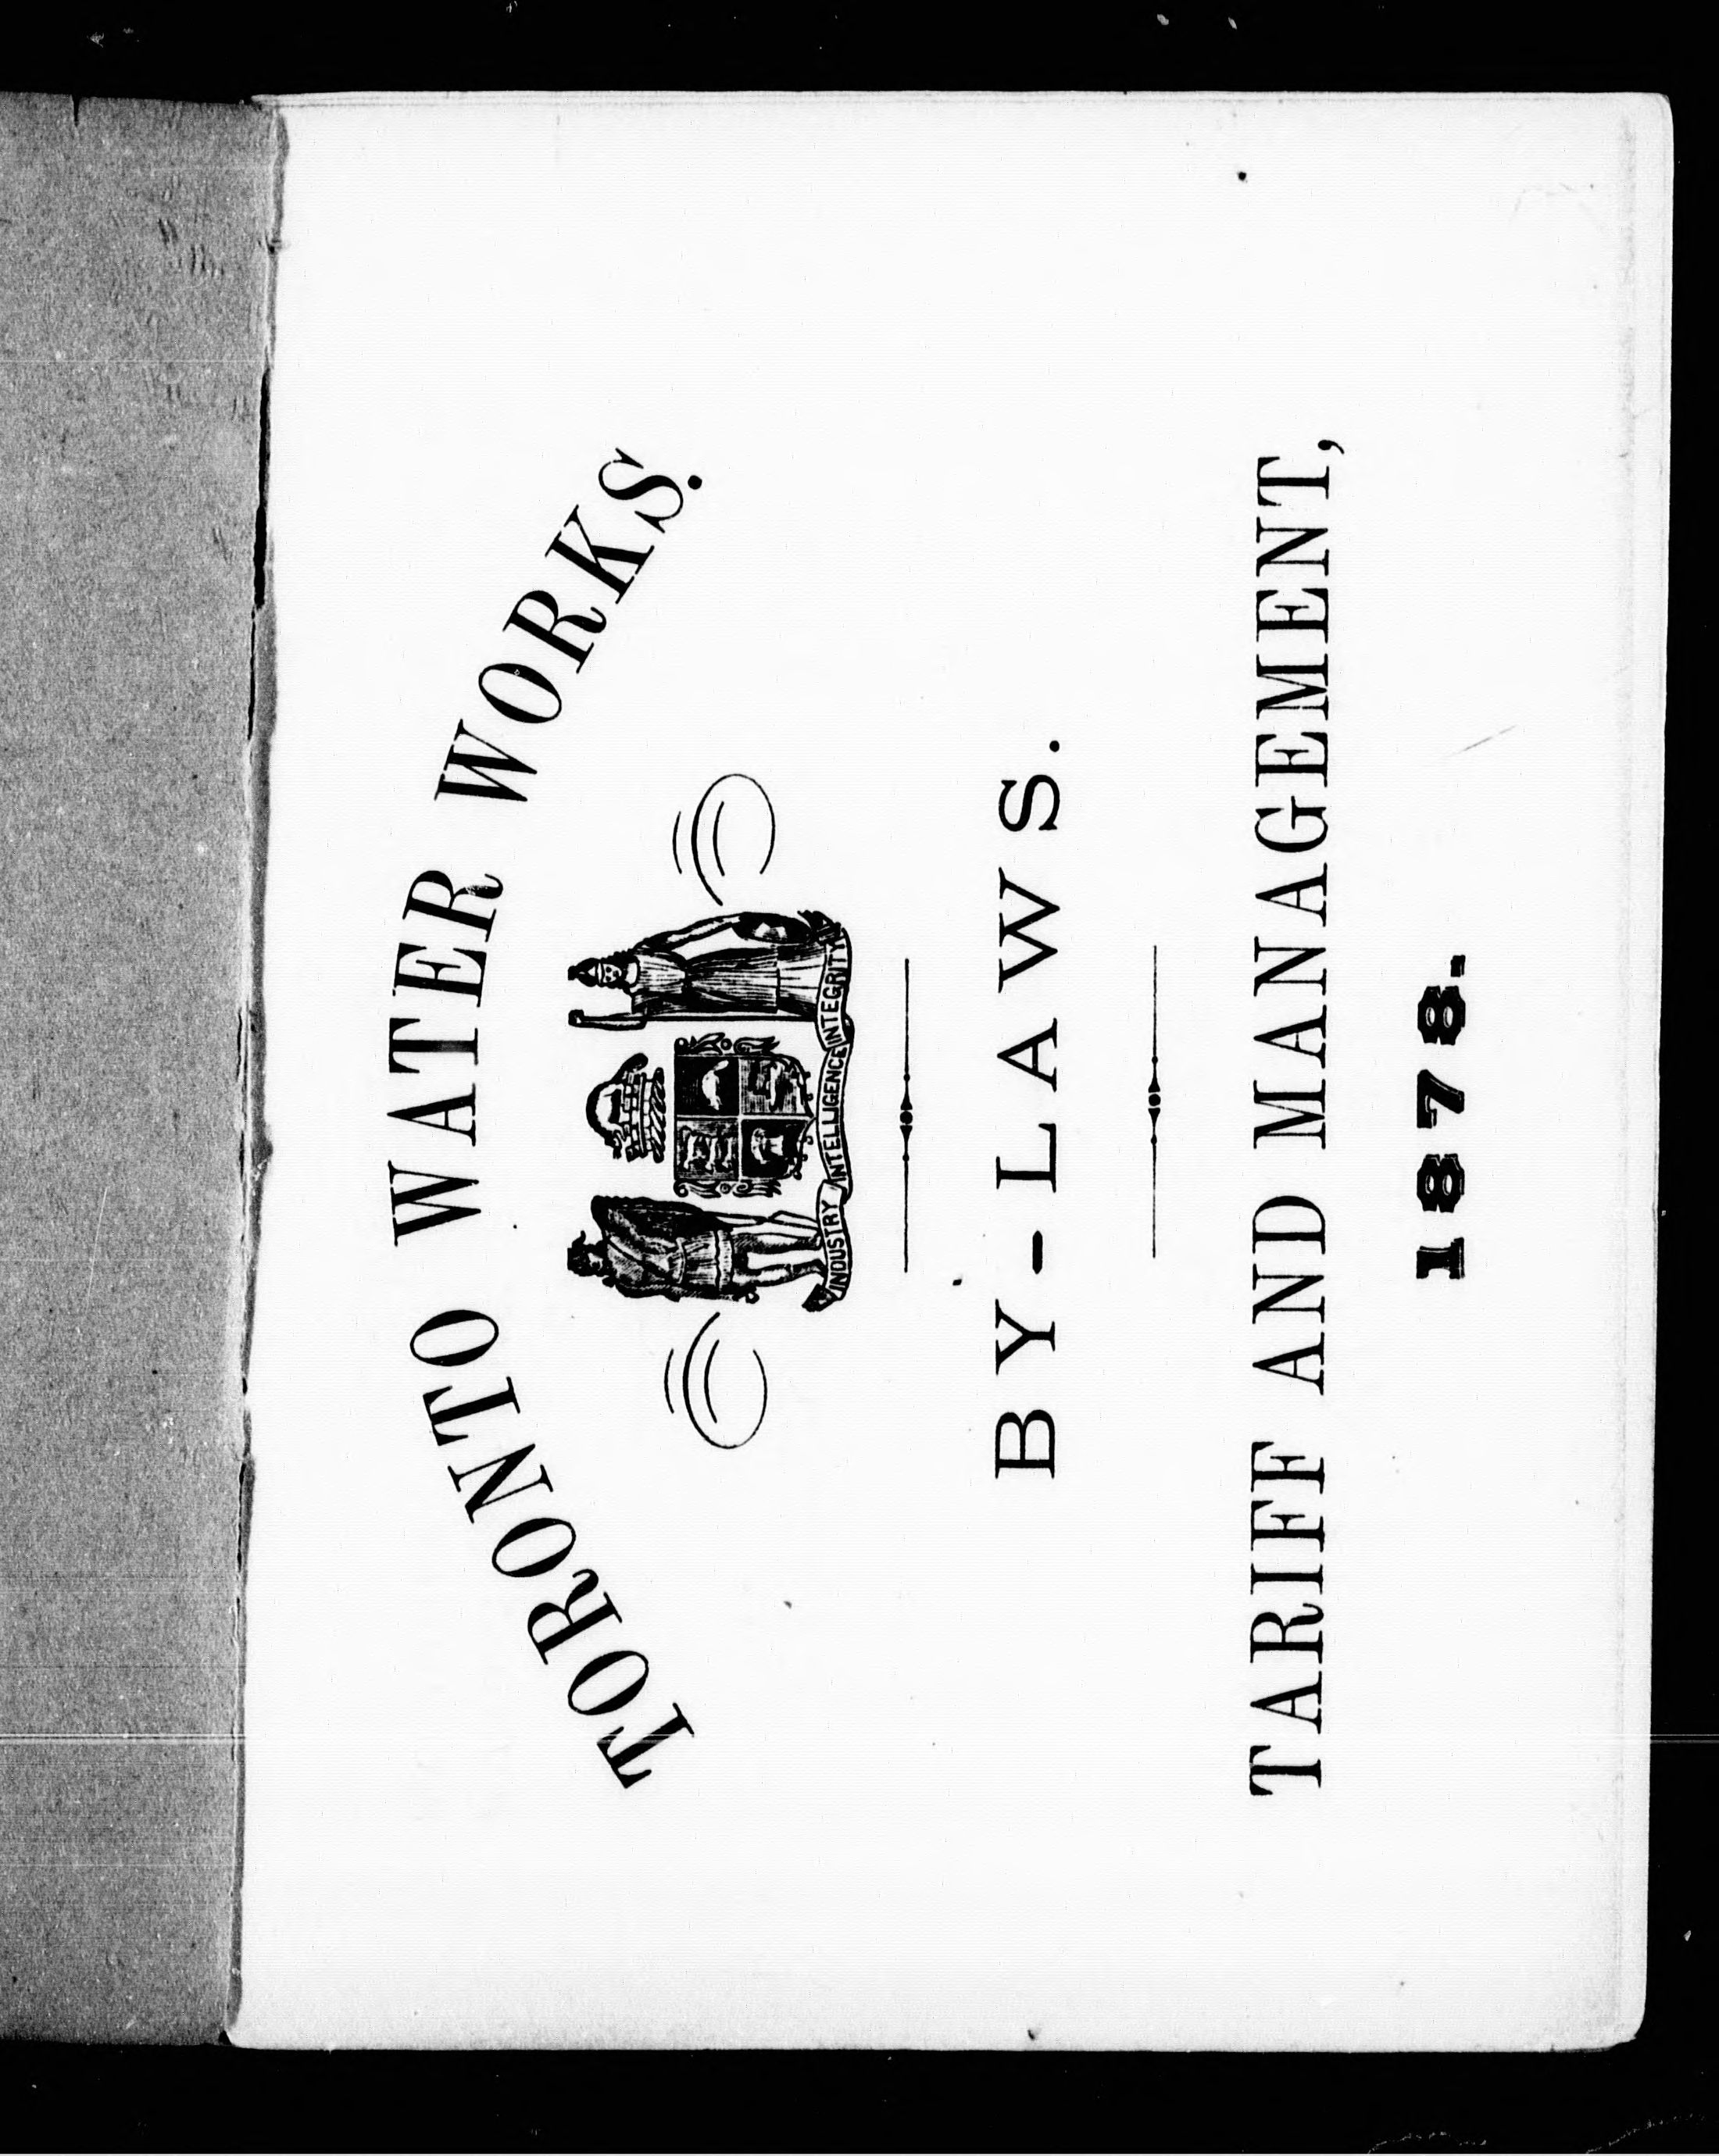 TORONTO WATER WORKS.
INDUSTRY INTELLIGENCE INTEGRITY
BY-LAWS.
TARIFF AND MANAGEMENT,
1878.